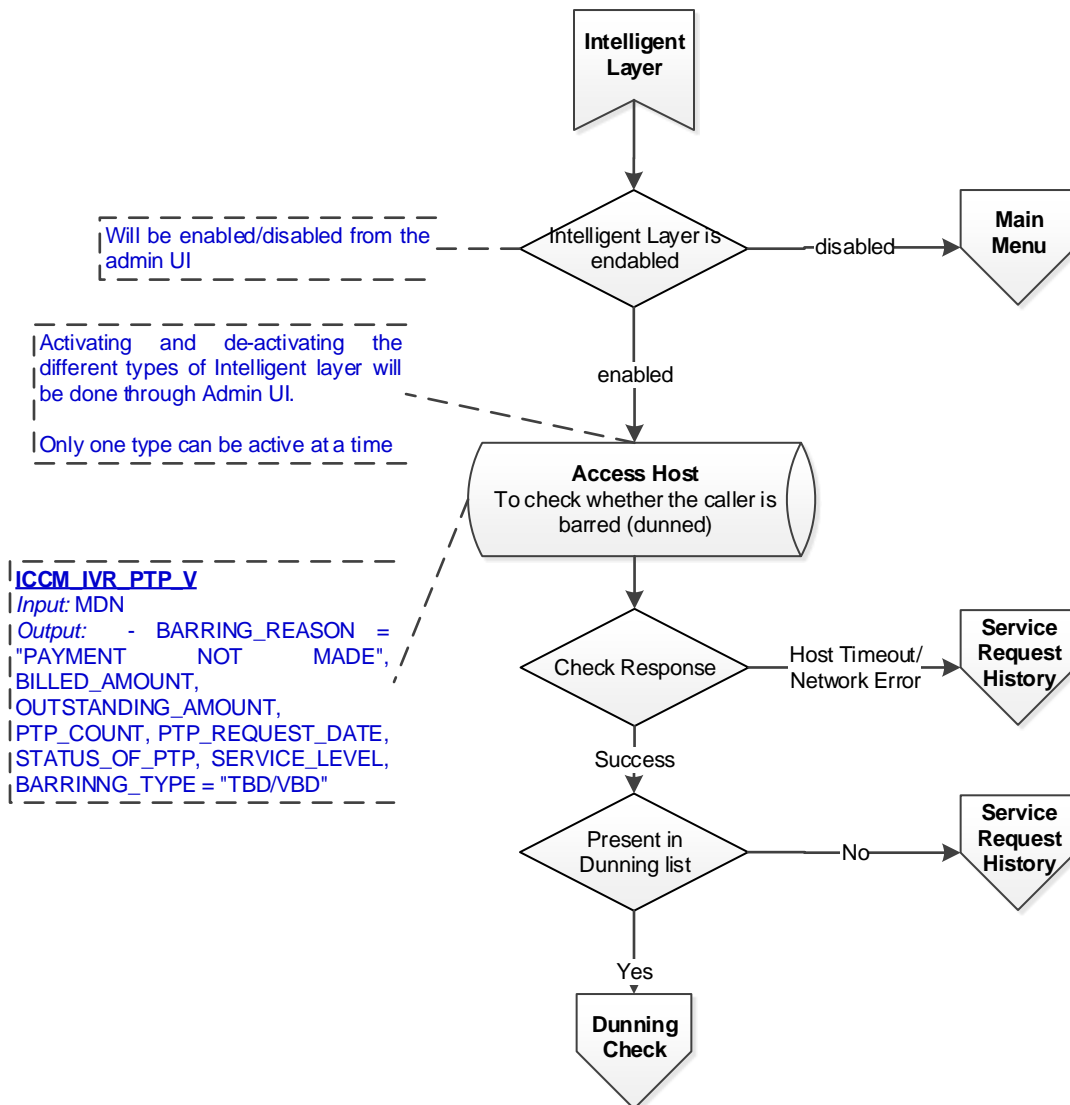 Intelligent
Layer
Will be enabled/disabled from the
admin UI
Intelligent Layer is
endabled
disabled
Main
Menu
Activating and de-activating the
different types of Intelligent layer will
be done through Admin UI.
Only one type can be active at a time
enabled
Access Host
To check whether the caller is
barred (dunned)
ICCM_IVR_PTP_V
Input: MDN
Output: - BARRING_REASON =
"PAYMENT NOT MADE",
BILLED_AMOUNT,
OUTSTANDING_AMOUNT,
PTP_COUNT, PTP_REQUEST_DATE,
STATUS_OF_PTP, SERVICE_LEVEL,
BARRINNG_TYPE = "TBD/VBD"
Check Response
Host Timeout/
Network Error
Service
Request
History
Success
Present in
Dunning list
No
Service
Request
History
Yes
Dunning
Check